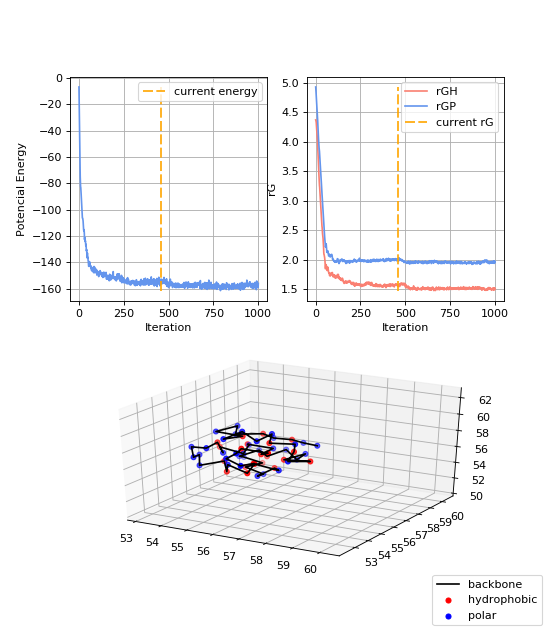 0
−20
−40
−60
−80
−100
−120
−140
−160
Potencial Energy
0 250 500 750 1000
Iteration
current energy
5.0
4.5
4.0
3.5
3.0
2.5
2.0
1.5
rG
0 250 500 750 1000
Iteration
rGH
rGP
current rG
62
60
58
56
54
52
50
53 54 55 56 57 58 59 60
53 54 55 56 57 58 59 60
backbone
hydrophobic
polar